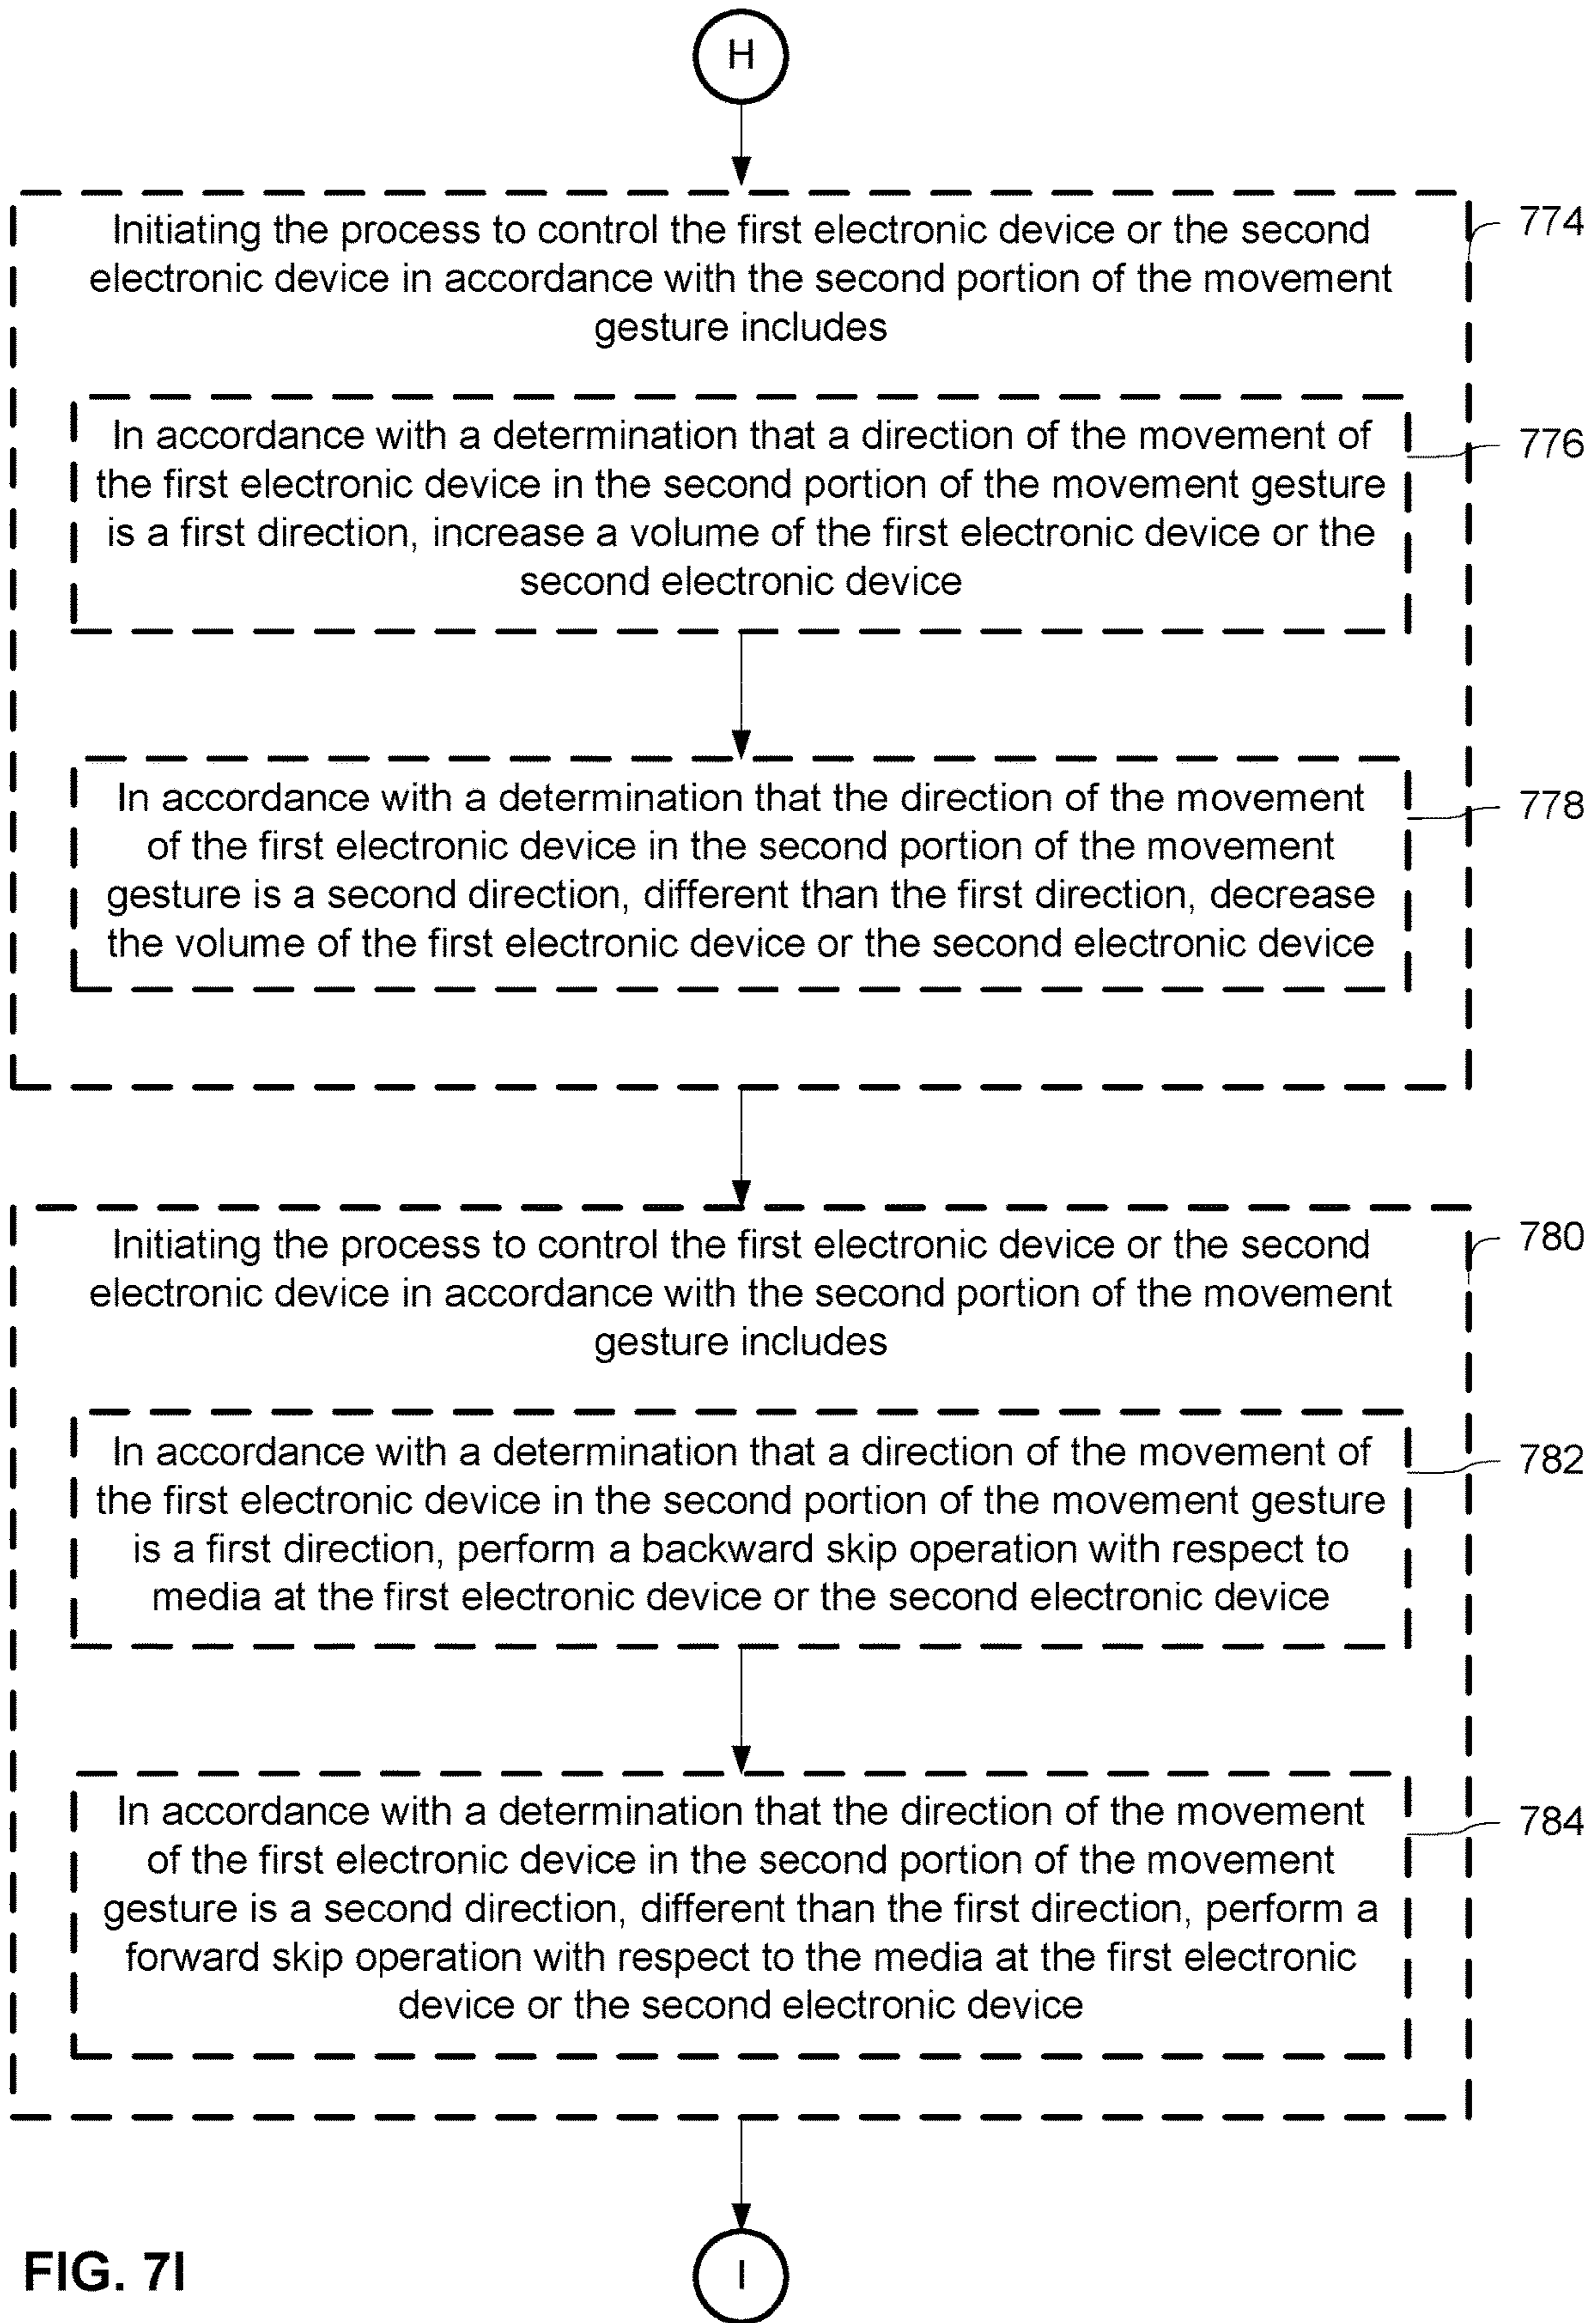 H
Initiating the process to control the first electronic device or the second
electronic device in accordance with the second portion of the movement
gesture includes
774
In accordance with a determination that a direction of the movement of
the first electronic device in the second portion of the movement gesture
is a first direction, increase a volume of the first electronic device or the
second electronic device
776
In accordance with a determination that the direction of the movement
of the first electronic device in the second portion of the movement
gesture is a second direction, different than the first direction, decrease
the volume of the first electronic device or the second electronic device
778
Initiating the process to control the first electronic device or the second
electronic device in accordance with the second portion of the movement
gesture includes
780
In accordance with a determination that a direction of the movement of
the first electronic device in the second portion of the movement gesture
is a first direction, perform a backward skip operation with respect to
media at the first electronic device or the second electronic device
782
In accordance with a determination that the direction of the movement
of the first electronic device in the second portion of the movement
gesture is a second direction, different than the first direction, perform a
forward skip operation with respect to the media at the first electronic
device or the second electronic device
784
I
FIG. 7I